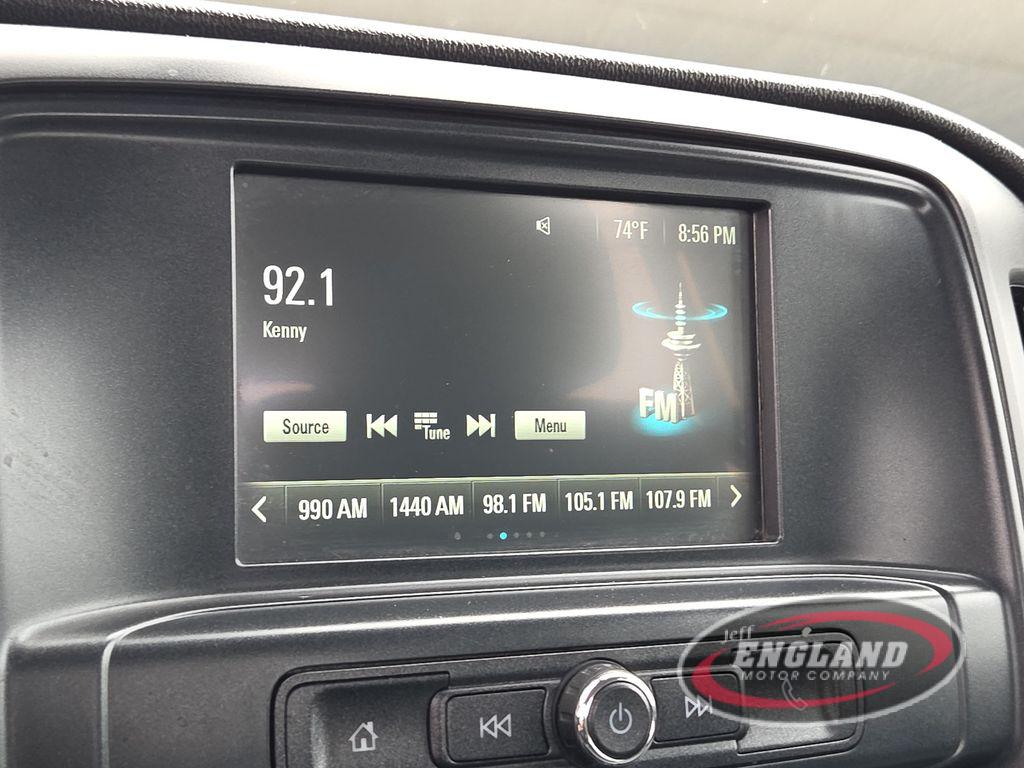 74°F 8:56 PM
92.1
Kenny
FM
Source Tune Menu
990 AM 1440 AM 98.1 FM 105.1 FM 107.9 FM
Jeff
ENGLAND
MOTOR COMPANY